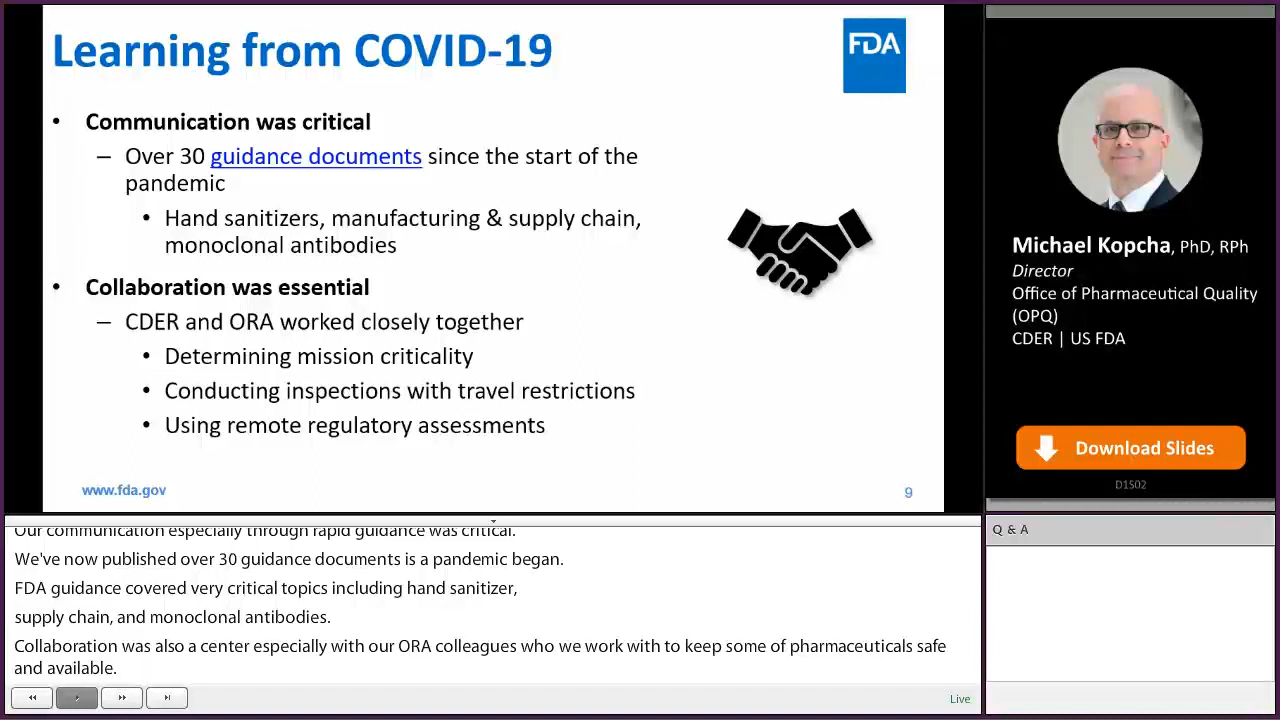 Learning from COVID-19
FDA
• Communication was critical
– Over 30 guidance documents since the start of the
pandemic
• Hand sanitizers, manufacturing & supply chain,
monoclonal antibodies
• Collaboration was essential
– CDER and ORA worked closely together
• Determining mission criticality
• Conducting inspections with travel restrictions
• Using remote regulatory assessments
www.fda.gov
9
Michael Kopcha, PhD, RPh
Director
Office of Pharmaceutical Quality
(OPQ)
CDER | US FDA
Download Slides
D1S02
Our communication especially through rapid guidance was critical.
We've now published over 30 guidance documents is a pandemic began.
FDA guidance covered very critical topics including hand sanitizer,
supply chain, and monoclonal antibodies.
Collaboration was also a center especially with our ORA colleagues who we work with to keep some of pharmaceuticals safe
and available.
Live
Q & A